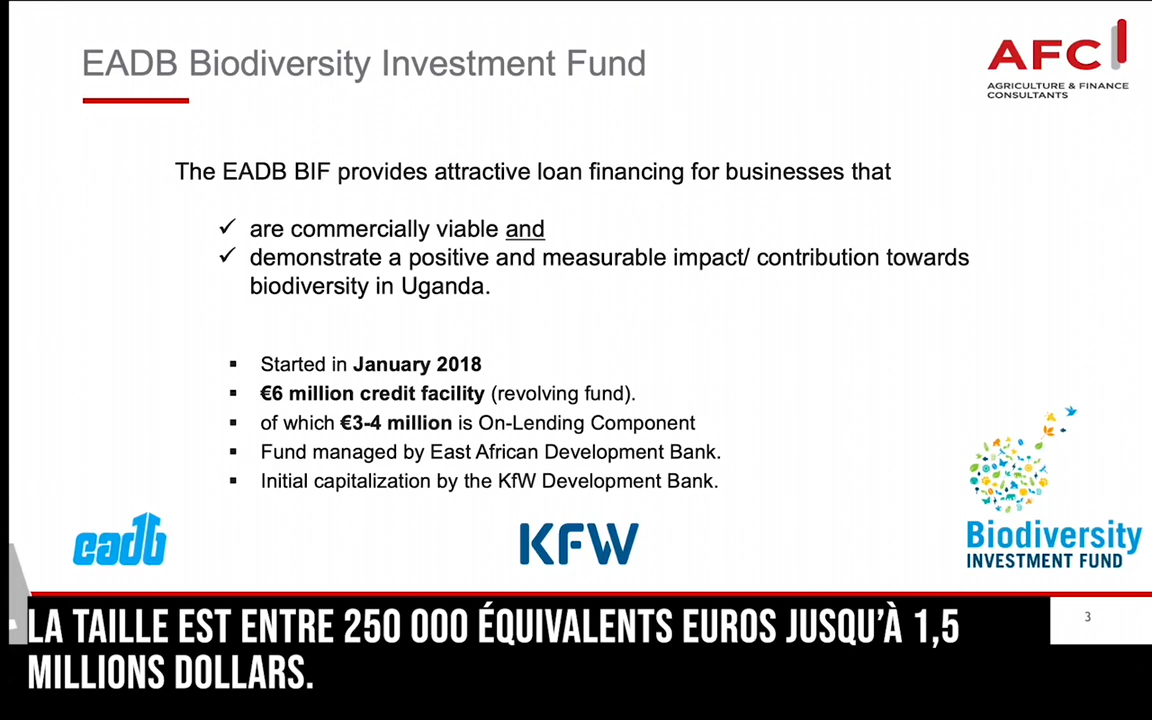 EADB Biodiversity Investment Fund
AFC
AGRICULTURE & FINANCE
CONSULTANTS
The EADB BIF provides attractive loan financing for businesses that
✓ are commercially viable and
✓ demonstrate a positive and measurable impact/ contribution towards
biodiversity in Uganda.
▪ Started in January 2018
▪ €6 million credit facility (revolving fund).
▪ of which €3-4 million is On-Lending Component
▪ Fund managed by East African Development Bank.
▪ Initial capitalization by the KfW Development Bank.
eadb
KFW
Biodiversity
INVESTMENT FUND
3
LA TAILLE EST ENTRE 250 000 ÉQUIVALENTS EUROS JUSQU’À 1,5
MILLIONS DOLLARS.